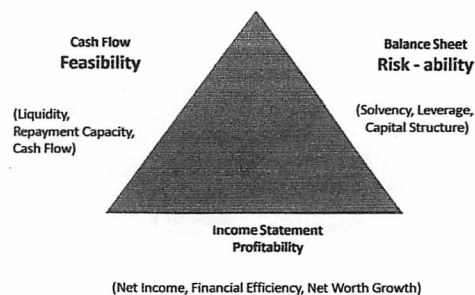 Cash Flow
Feasibility
(Liquidity,
Repayment Capacity,
Cash Flow)
Balance Sheet
Risk - ability
(Solvency, Leverage,
Capital Structure)
Income Statement
Profitability
(Net Income, Financial Efficiency, Net Worth Growth)